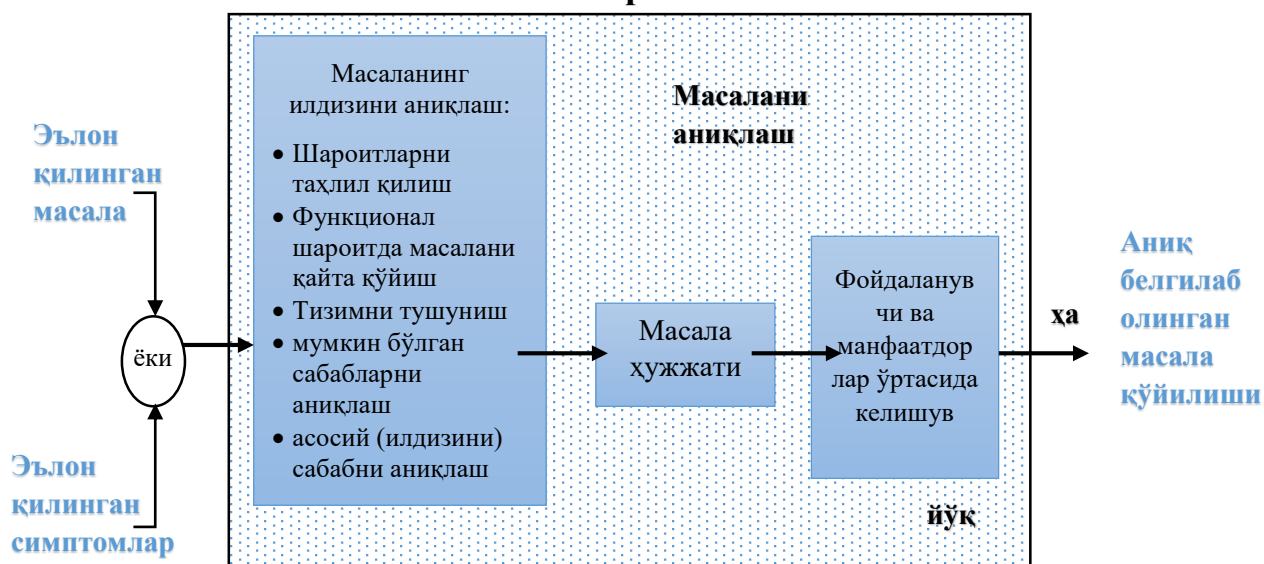 Эълон
қилинган
масала
ёки
Эълон
қилинган
симптомлар
Масаланинг
илдизини аниқлаш:
• Шароитларни
таҳлил қилиш
• Функционал
шароитда масалани
қайта қўйиш
• Тизимни тушуниш
• мумкин бўлган
сабабларни
аниқлаш
• асосий (илдизини)
сабабни аниқлаш
Масалани
аниқлаш
Масала
ҳужжати
Фойдаланув
чи ва
манфаатдор
лар ўртасида
келишув
йўқ
ҳа
Аниқ
белгилаб
олинган
масала
қўйилиши